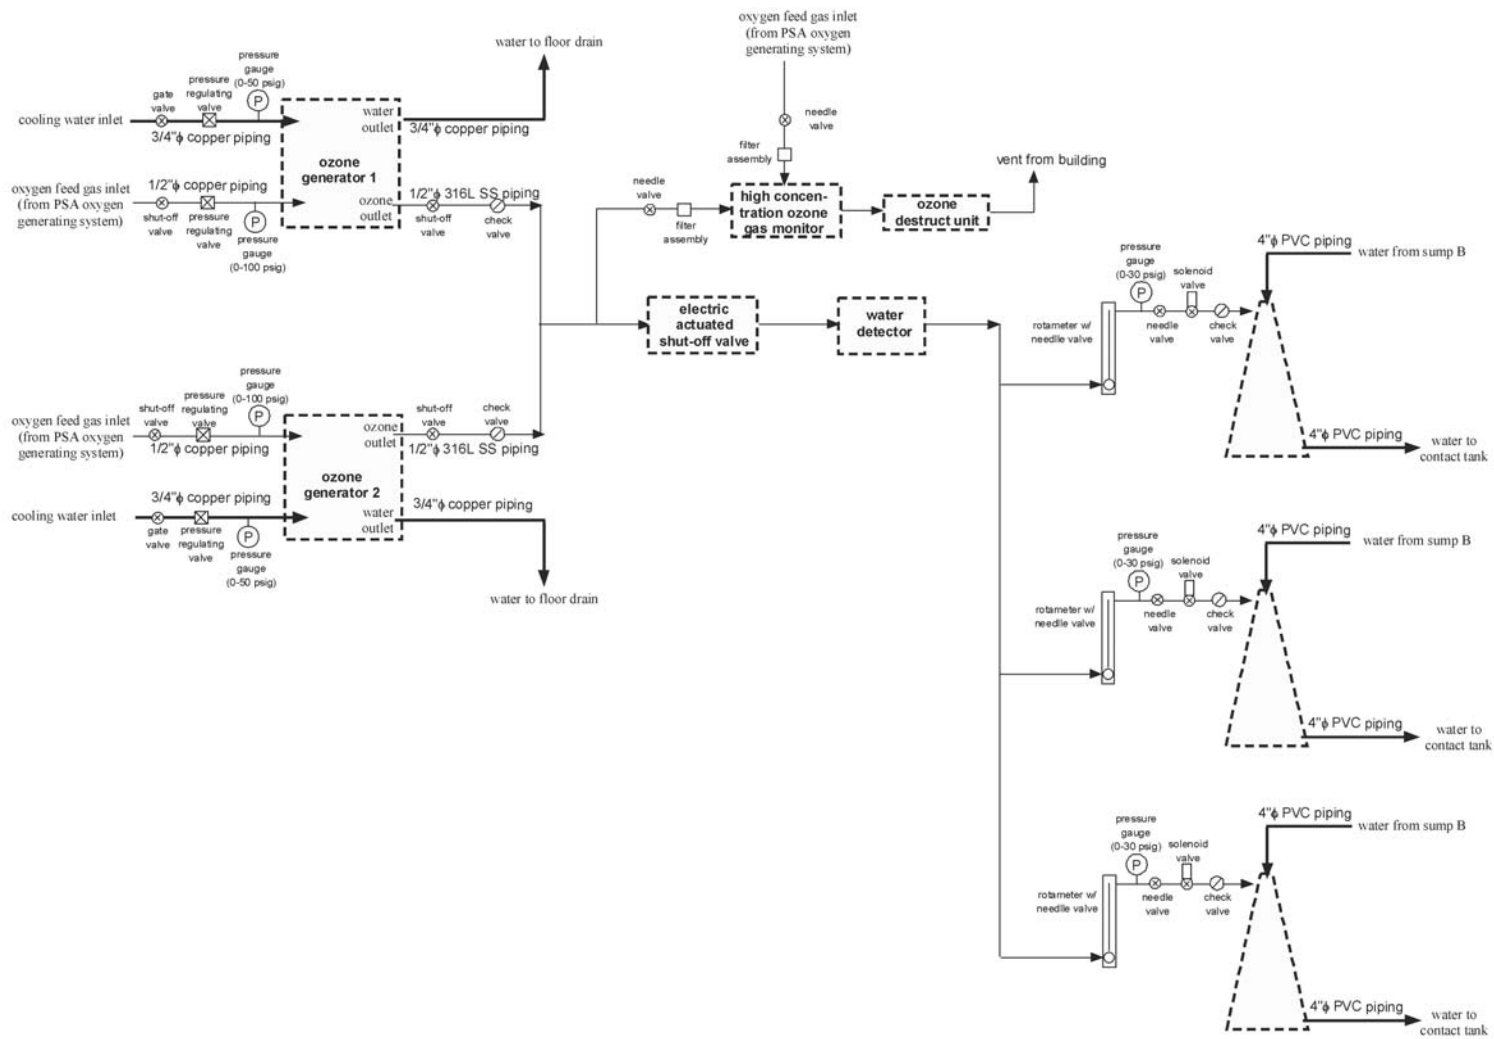 oxygen feed gas inlet
(from PSA oxygen
generating system)
water to floor drain
pressure
gauge
(0-50 psig)
P
pressure
regulating
valve
gate
valve
cooling water inlet
3/4"ϕ copper piping
water
outlet
3/4"ϕ copper piping
ozone
generator 1
oxygen feed gas inlet
(from PSA oxygen
generating system)
1/2"ϕ copper piping
shut-off
valve
pressure
regulating
valve
P
pressure
gauge
(0-100 psig)
ozone
outlet
1/2"ϕ 316L SS piping
shut-off
valve
check
valve
needle
valve
filter
assembly
needle
valve
filter
assembly
high concen-
tration ozone
gas monitor
ozone
destruct unit
vent from building
electric
actuated
shut-off valve
water
detector
pressure
gauge
(0-100 psig)
P
shut-off
valve
pressure
regulating
valve
oxygen feed gas inlet
(from PSA oxygen
generating system)
1/2"ϕ copper piping
ozone
outlet
shut-off
valve
check
valve
1/2"ϕ 316L SS piping
ozone
generator 2
3/4"ϕ copper piping
cooling water inlet
gate
valve
pressure
regulating
valve
P
pressure
gauge
(0-50 psig)
water
outlet
3/4"ϕ copper piping
water to floor drain
4"ϕ PVC piping
water from sump B
pressure
gauge
(0-30 psig)
P
solenoid
valve
rotameter w/
needlle valve
needle
valve
check
valve
4"ϕ PVC piping
water to
contact tank
4"ϕ PVC piping
water from sump B
pressure
gauge
(0-30 psig)
P
solenoid
valve
rotameter w/
needlle valve
needle
valve
check
valve
4"ϕ PVC piping
water to
contact tank
4"ϕ PVC piping
water from sump B
pressure
gauge
(0-30 psig)
P
solenoid
valve
rotameter w/
needlle valve
needle
valve
check
valve
4"ϕ PVC piping
water to
contact tank